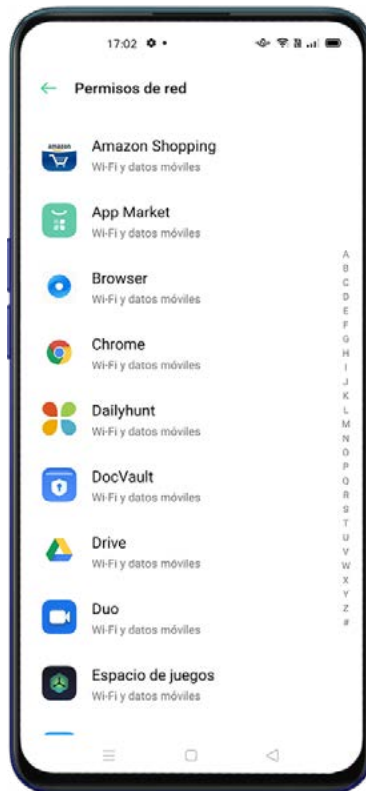 17:02
Permisos de red
amazon
Amazon Shopping
Wi-Fi y datos móviles
App Market
Wi-Fi y datos móviles
Browser
Wi-Fi y datos móviles
Chrome
Wi-Fi y datos móviles
Dailyhunt
Wi-Fi y datos móviles
DocVault
Wi-Fi y datos móviles
Drive
Wi-Fi y datos móviles
Duo
Wi-Fi y datos móviles
Espacio de juegos
Wi-Fi y datos móviles
A
B
C
D
E
F
G
H
I
J
K
L
M
N
O
P
Q
R
S
T
U
V
W
X
Y
Z
#